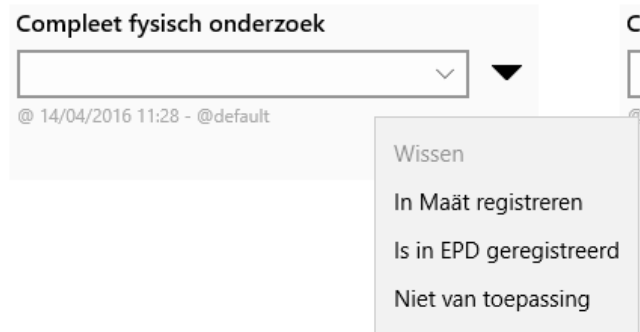 Compleet fysisch onderzoek
@ 14/04/2016 11:28 - @default
Wissen
In Maät registreren
Is in EPD geregistreerd
Niet van toepassing